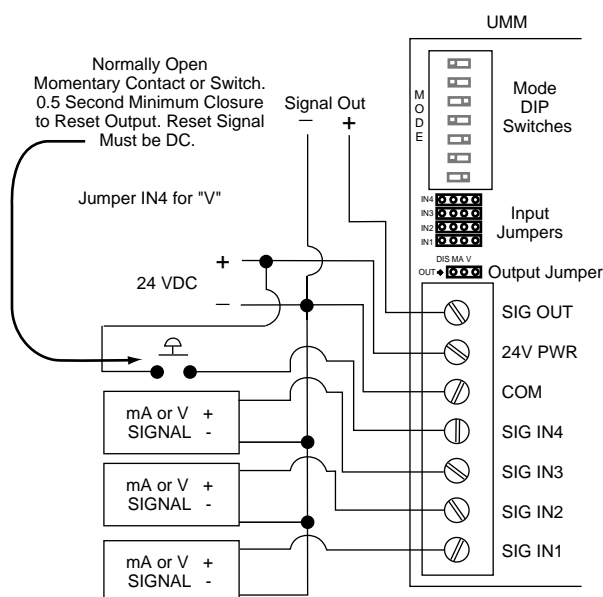 UMM
Normally Open
Momentary Contact or Switch.
0.5 Second Minimum Closure
to Reset Output. Reset Signal
Must be DC.
Signal Out
− +
Jumper IN4 for "V"
M
O
D
E
Mode
DIP
Switches
IN4
IN3
IN2
IN1
Input
Jumpers
DIS MA V
OUT
Output Jumper
+
24 VDC
−
SIG OUT
24V PWR
COM
SIG IN4
SIG IN3
SIG IN2
SIG IN1
mA or V +
SIGNAL -
mA or V +
SIGNAL -
mA or V +
SIGNAL -